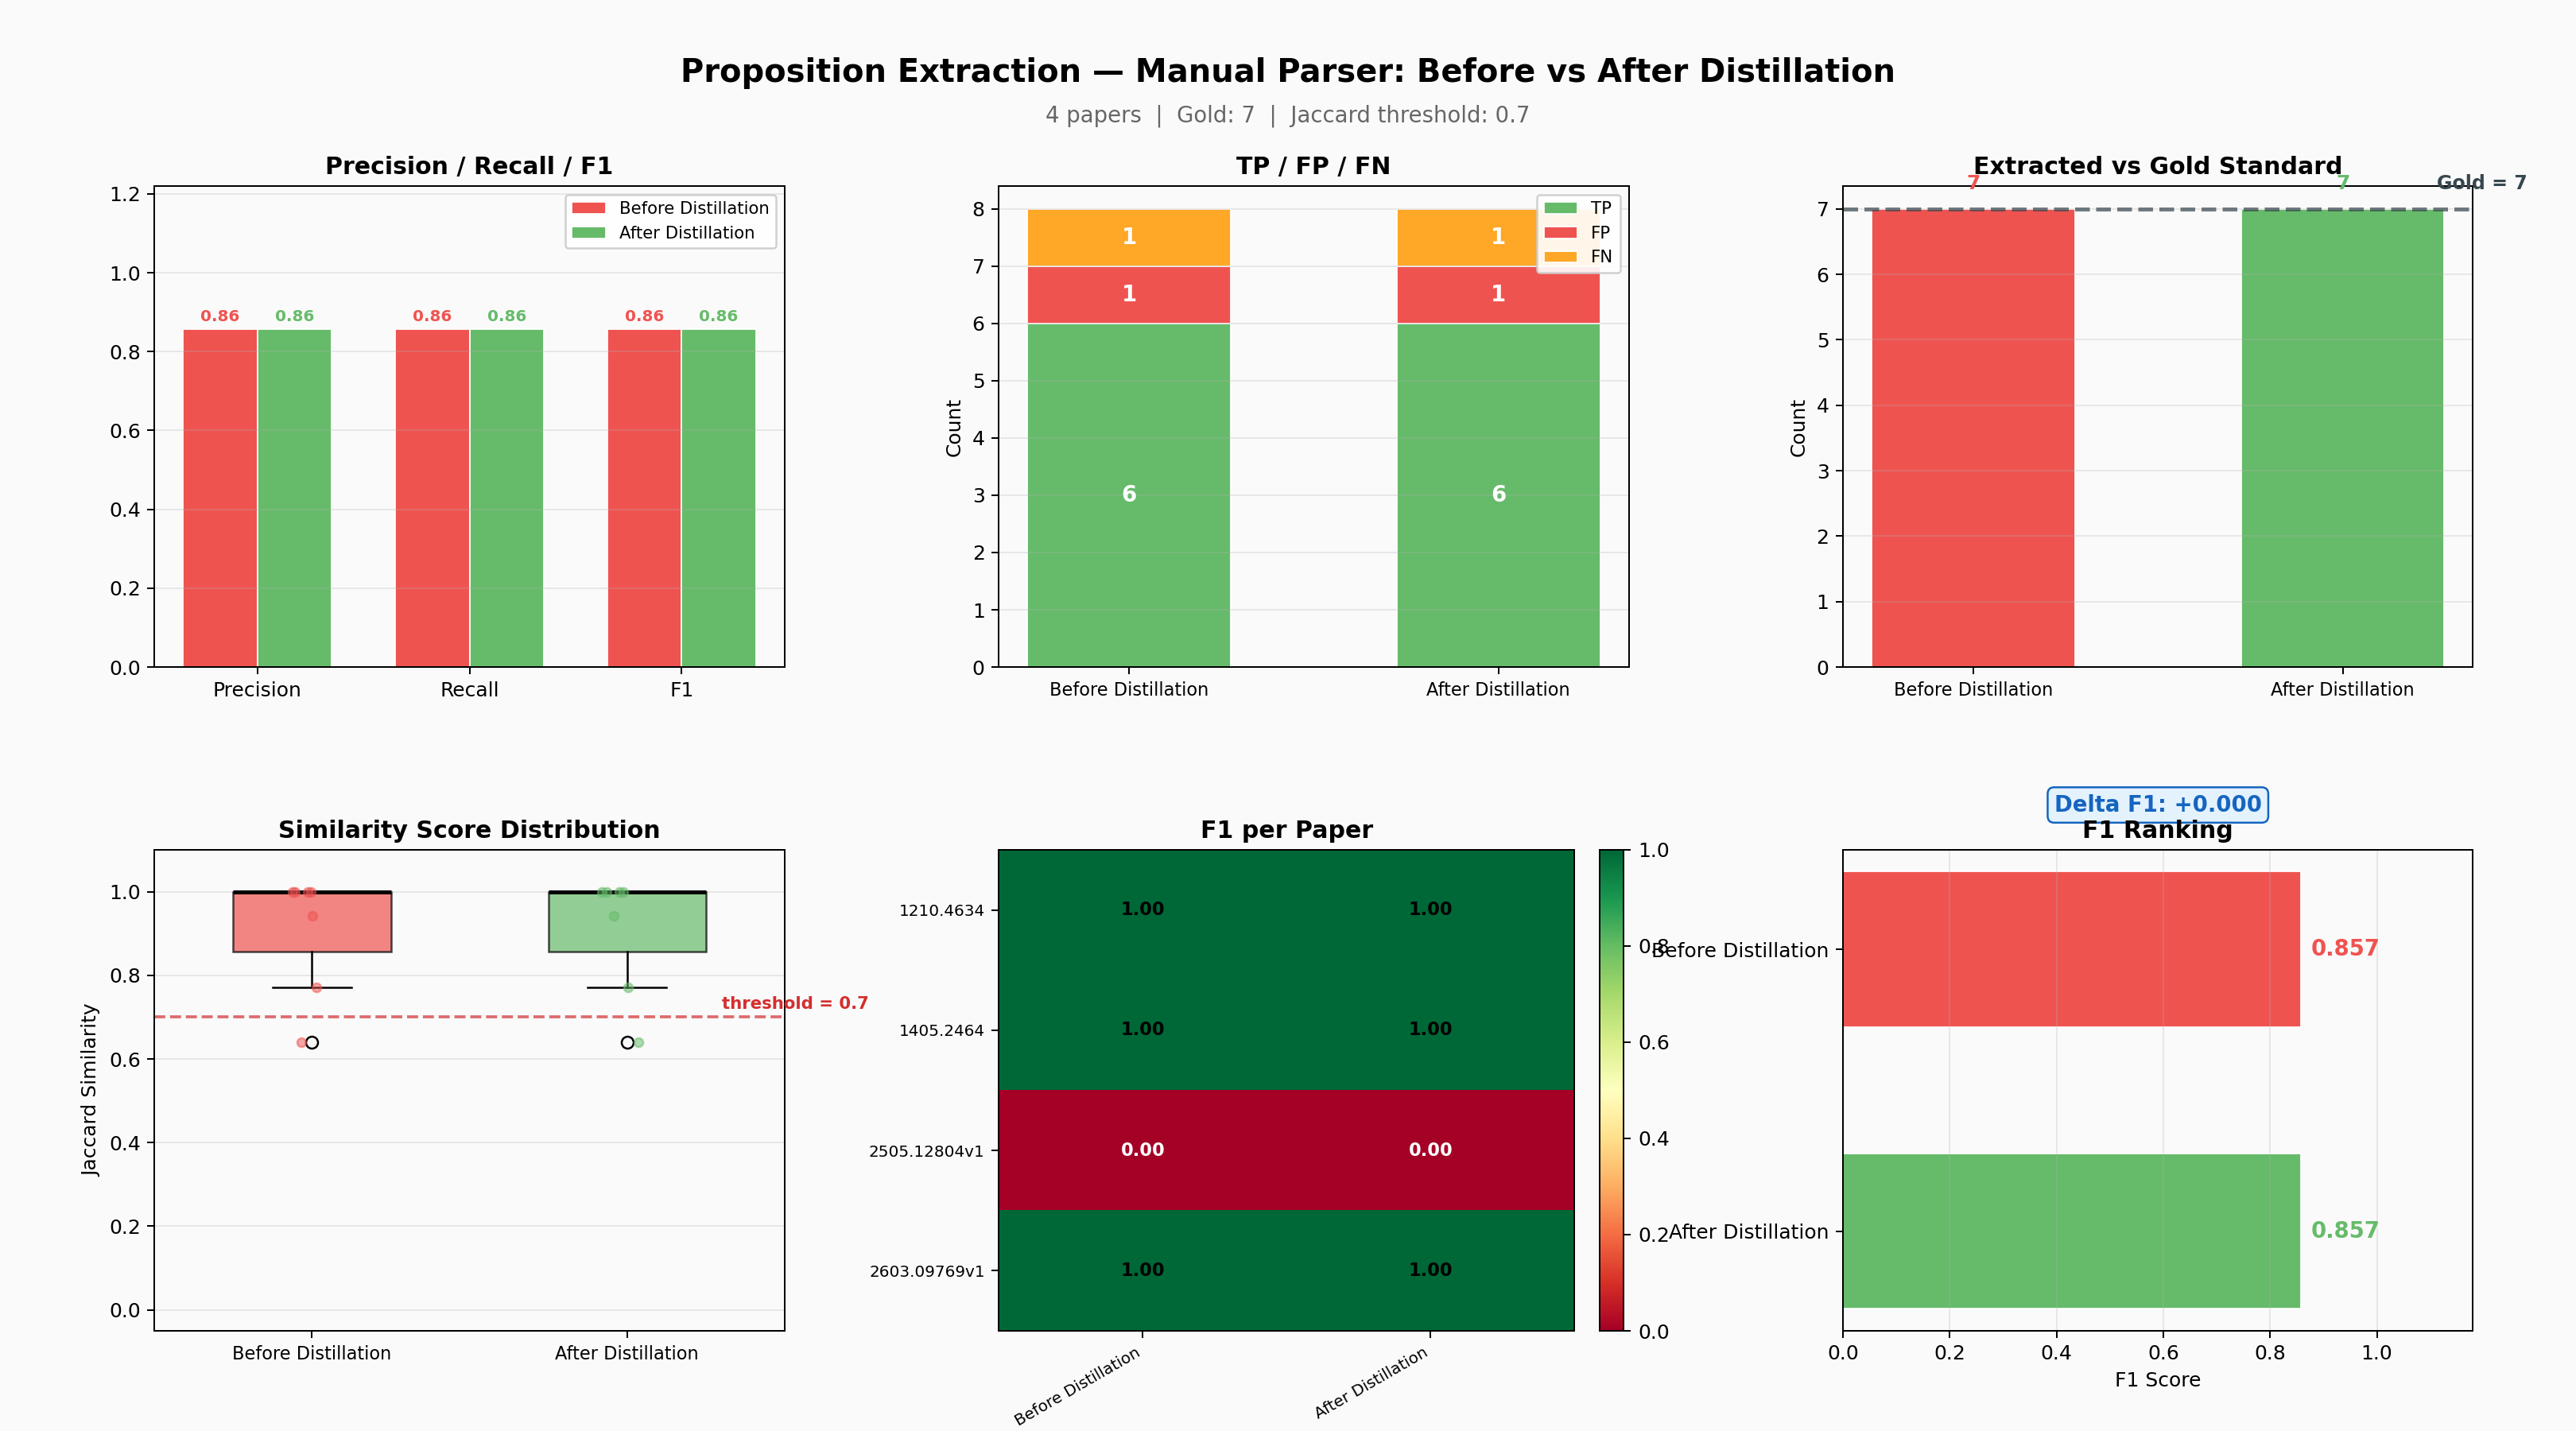 Proposition Extraction — Manual Parser: Before vs After Distillation
4 papers | Gold: 7 | Jaccard threshold: 0.7
Precision / Recall / F1
1.2
1.0
0.8
0.6
0.4
0.2
0.0
Before Distillation
After Distillation
0.86
0.86
0.86
0.86
0.86
0.86
Precision
Recall
F1
TP / FP / FN
Count
8
7
6
5
4
3
2
1
0
TP
FP
FN
1
1
1
1
6
6
Before Distillation
After Distillation
Extracted vs Gold Standard
7
7
Gold = 7
Count
7
6
5
4
3
2
1
0
Before Distillation
After Distillation
Similarity Score Distribution
Jaccard Similarity
1.0
0.8
0.6
0.4
0.2
0.0
threshold = 0.7
Before Distillation
After Distillation
F1 per Paper
1210.4634
1.00
1.00
1405.2464
1.00
1.00
2505.12804v1
0.00
0.00
2603.09769v1
1.00
1.00
Before Distillation
After Distillation
1.0
0.8
0.6
0.4
0.2
0.0
Delta F1: +0.000
F1 Ranking
Before Distillation
0.857
After Distillation
0.857
0.0
0.2
0.4
0.6
0.8
1.0
F1 Score